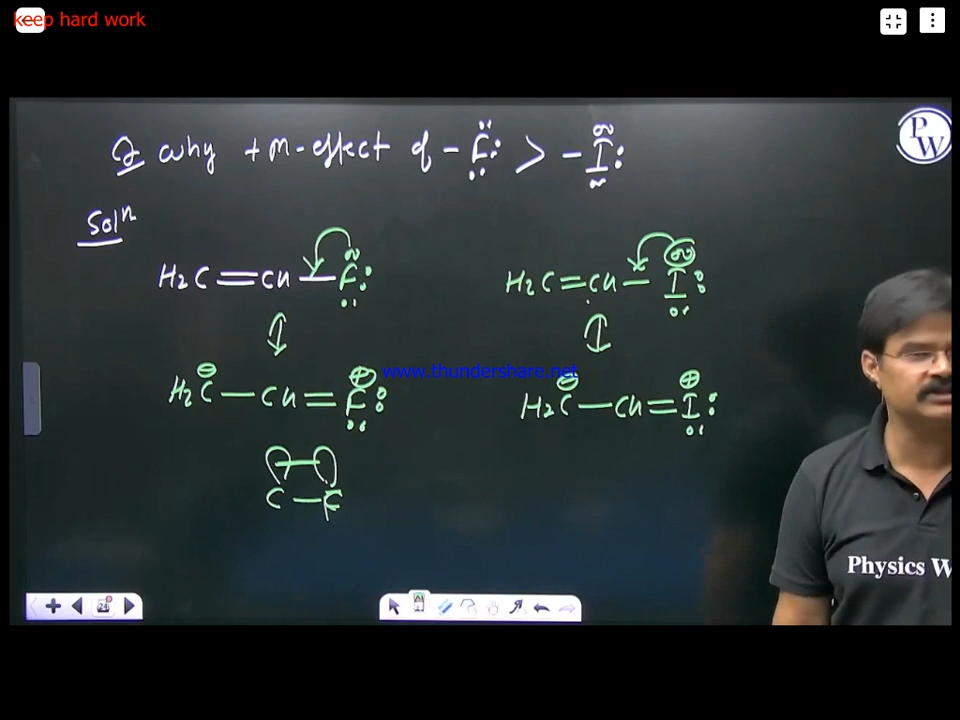 keep hard work
Q why +M-effect of -F > -I
PW
Solⁿ
H₂C=CH-F
H₂C=CH-I
www.thundershare.net
H₂C⊖-CH=F⊕
H₂C⊖-CH=I⊕
C-F
Physics W